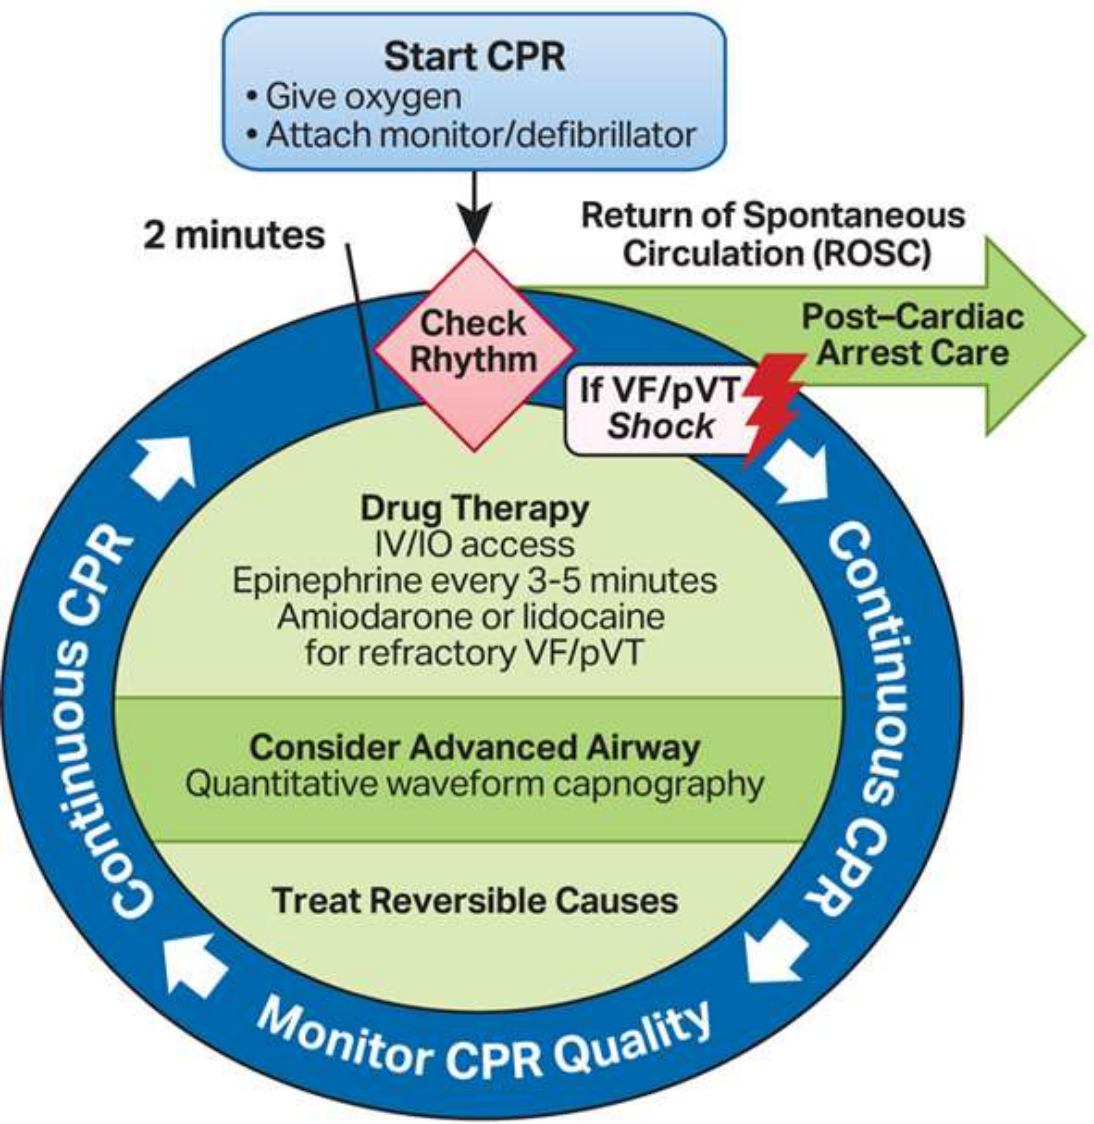 Start CPR
• Give oxygen
• Attach monitor/defibrillator
2 minutes
Return of Spontaneous
Circulation (ROSC)
Check
Rhythm
Post–Cardiac
Arrest Care
If VF/pVT
Shock
Drug Therapy
IV/IO access
Epinephrine every 3-5 minutes
Amiodarone or lidocaine
for refractory VF/pVT
Consider Advanced Airway
Quantitative waveform capnography
Treat Reversible Causes
Continuous CPR
Monitor CPR Quality
Continuous CPR